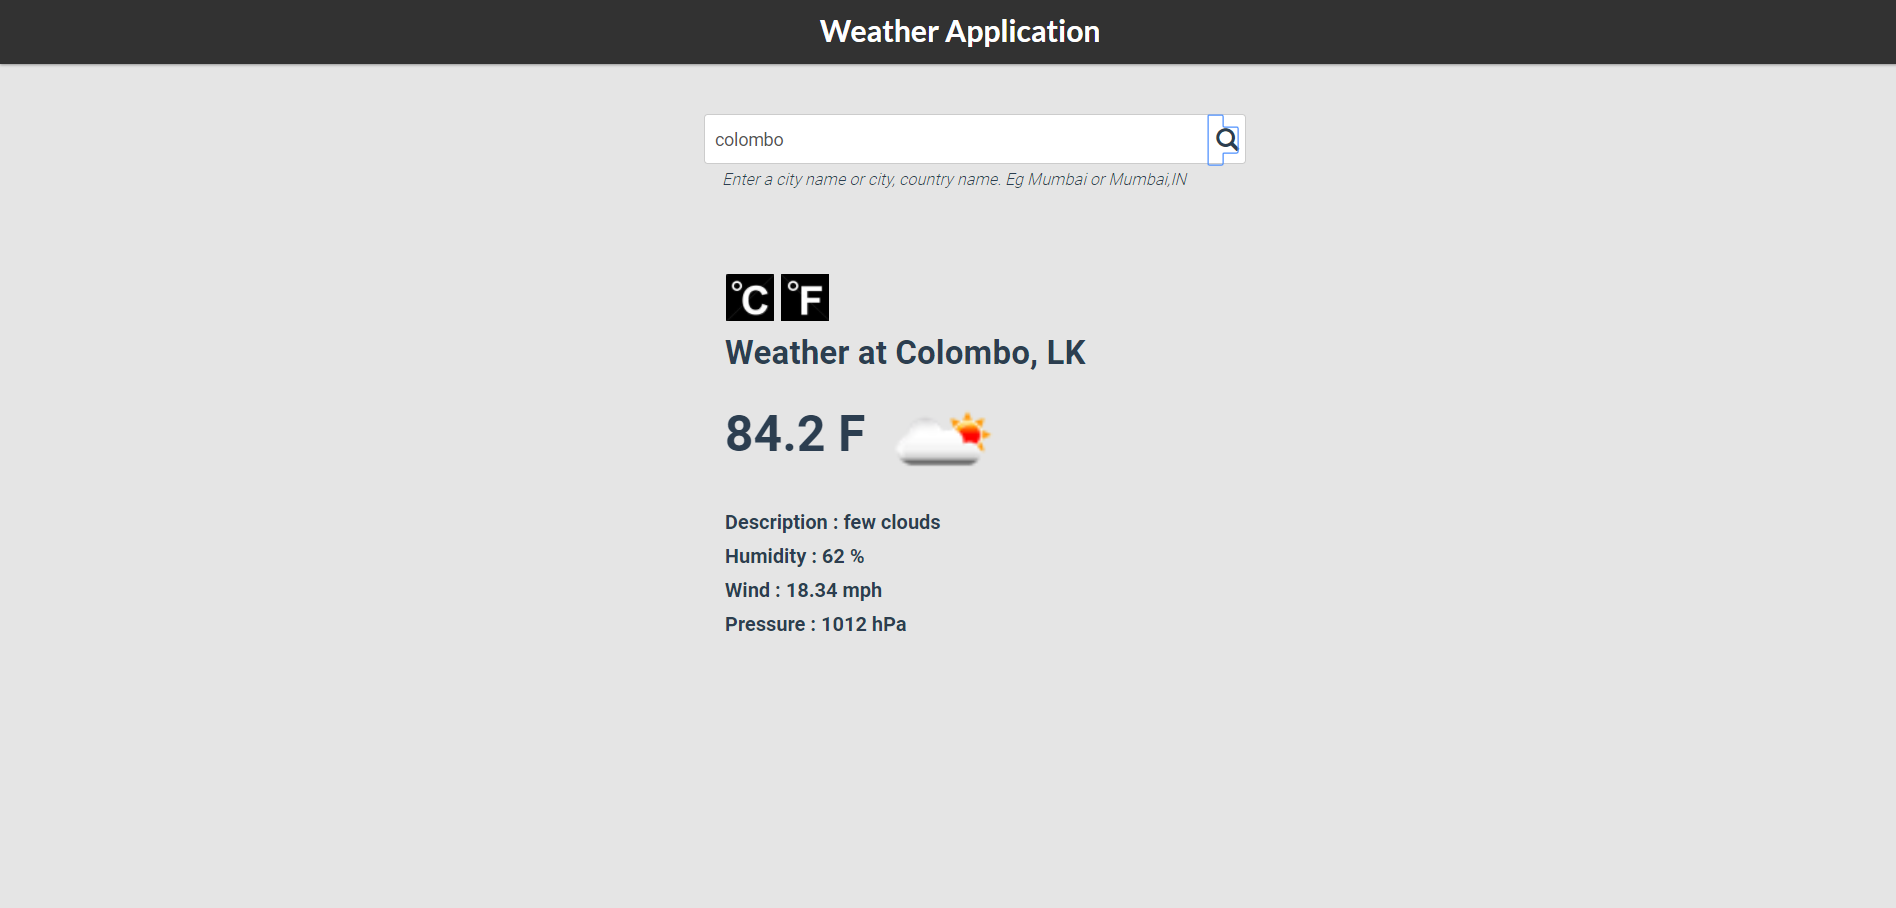 Weather Application
colombo
Enter a city name or city, country name. Eg Mumbai or Mumbai,IN
°C °F
Weather at Colombo, LK
84.2 F
Description : few clouds
Humidity : 62 %
Wind : 18.34 mph
Pressure : 1012 hPa